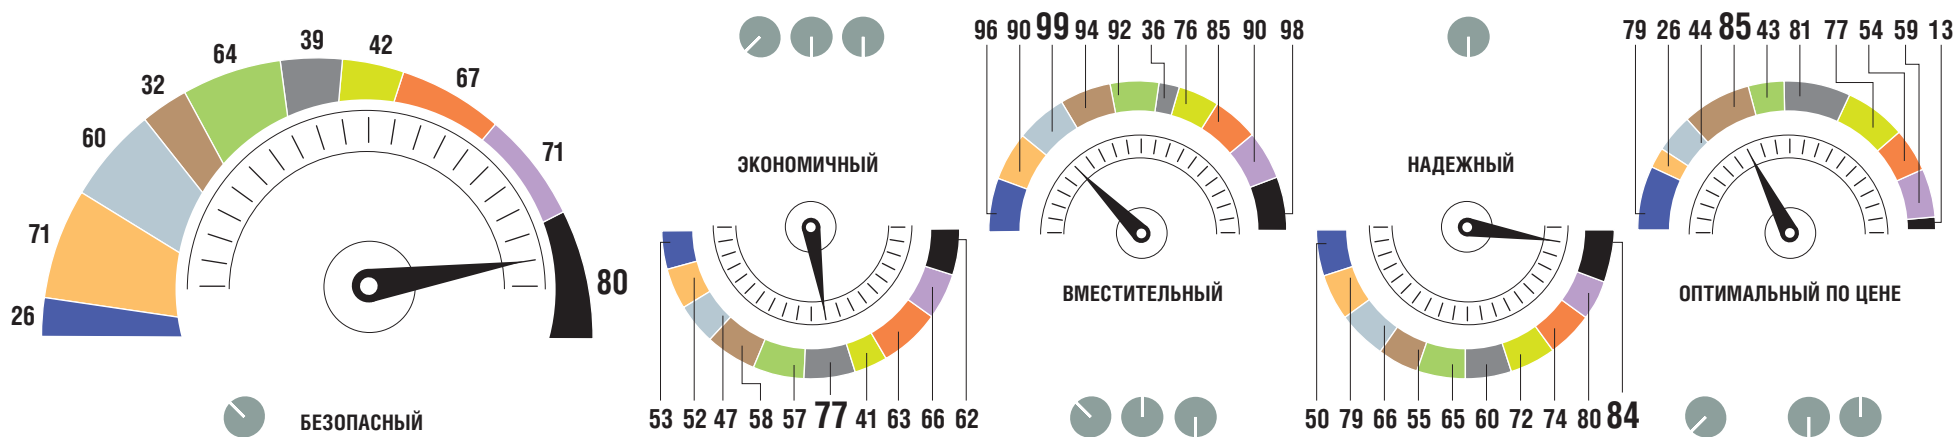 26 71 60 32 64 39 42 67 71 80
БЕЗОПАСНЫЙ
ЭКОНОМИЧНЫЙ
53 52 47 58 57 77 41 63 66 62
96 90 99 94 92 36 76 85 90 98
ВМЕСТИТЕЛЬНЫЙ
НАДЕЖНЫЙ
50 79 66 55 65 60 72 74 80 84
79 26 44 85 43 81 77 54 59 13
ОПТИМАЛЬНЫЙ ПО ЦЕНЕ